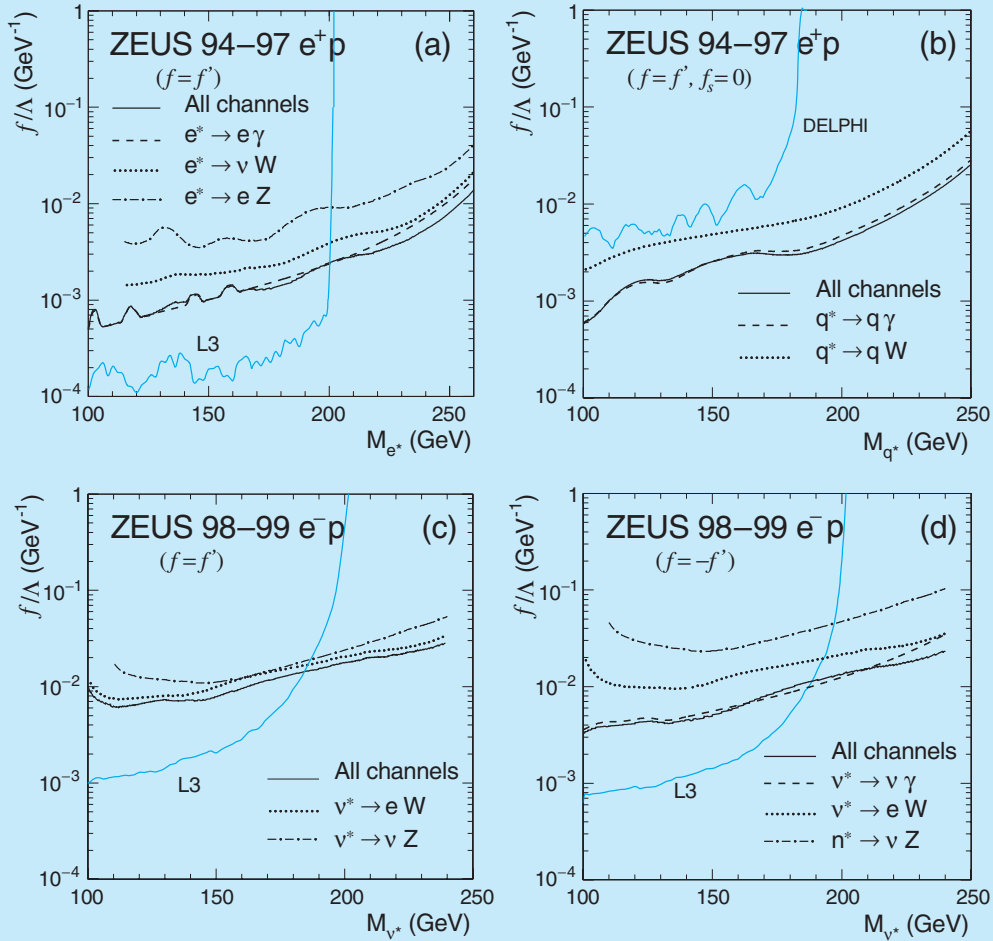 ZEUS 94–97 e⁺p (a)
(f=f')
All channels
e* → e γ
e* → ν W
e* → e Z
L3
f/Λ (GeV⁻¹)
1
10⁻¹
10⁻²
10⁻³
10⁻⁴
100 150 200 250
M_e* (GeV)
ZEUS 94–97 e⁺p (b)
(f=f', f_s=0)
DELPHI
All channels
q* → q γ
q* → q W
f/Λ (GeV⁻¹)
1
10⁻¹
10⁻²
10⁻³
10⁻⁴
100 150 200 250
M_q* (GeV)
ZEUS 98–99 e⁻p (c)
(f=f')
L3
All channels
ν* → e W
ν* → ν Z
f/Λ (GeV⁻¹)
1
10⁻¹
10⁻²
10⁻³
10⁻⁴
100 150 200 250
M_ν* (GeV)
ZEUS 98–99 e⁻p (d)
(f=–f')
L3
All channels
ν* → ν γ
ν* → e W
n* → ν Z
f/Λ (GeV⁻¹)
1
10⁻¹
10⁻²
10⁻³
10⁻⁴
100 150 200 250
M_ν* (GeV)